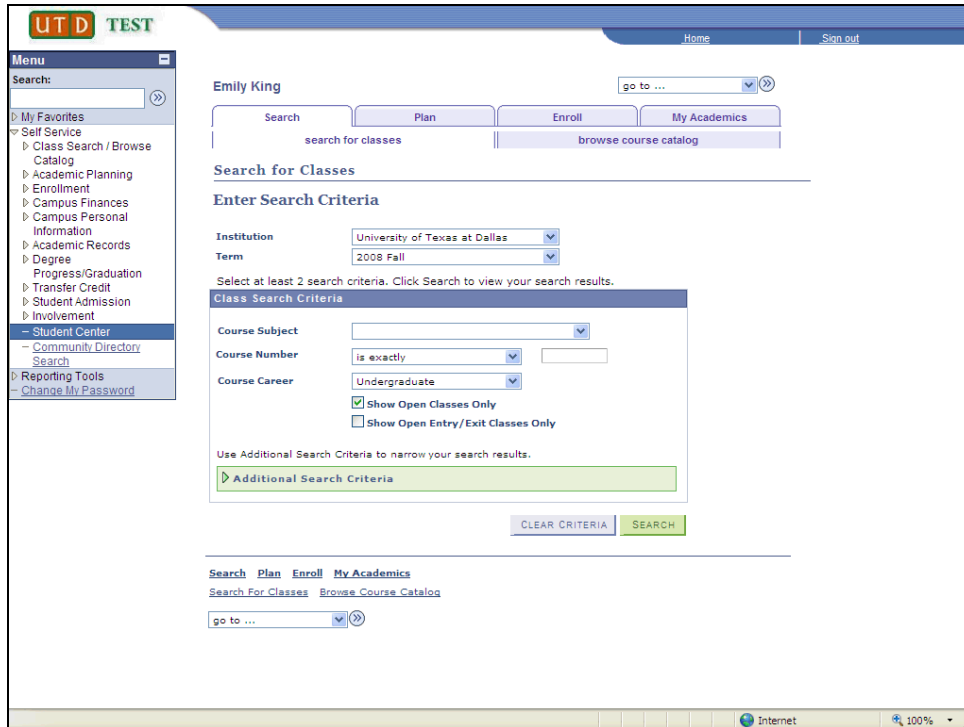 UTD TEST
Home
Sign out
Menu
Search:
My Favorites
Self Service
Class Search / Browse
Catalog
Academic Planning
Enrollment
Campus Finances
Campus Personal
Information
Academic Records
Degree
Progress/Graduation
Transfer Credit
Student Admission
Involvement
Student Center
Community Directory
Search
Reporting Tools
Change My Password
Emily King
go to ...
Search Plan Enroll My Academics
search for classes browse course catalog
Search for Classes
Enter Search Criteria
Institution University of Texas at Dallas
Term 2008 Fall
Select at least 2 search criteria. Click Search to view your search results.
Class Search Criteria
Course Subject
Course Number is exactly
Course Career Undergraduate
Show Open Classes Only
Show Open Entry/Exit Classes Only
Use Additional Search Criteria to narrow your search results.
Additional Search Criteria
CLEAR CRITERIA SEARCH
Search Plan Enroll My Academics
Search For Classes Browse Course Catalog
go to ...
Internet 100%